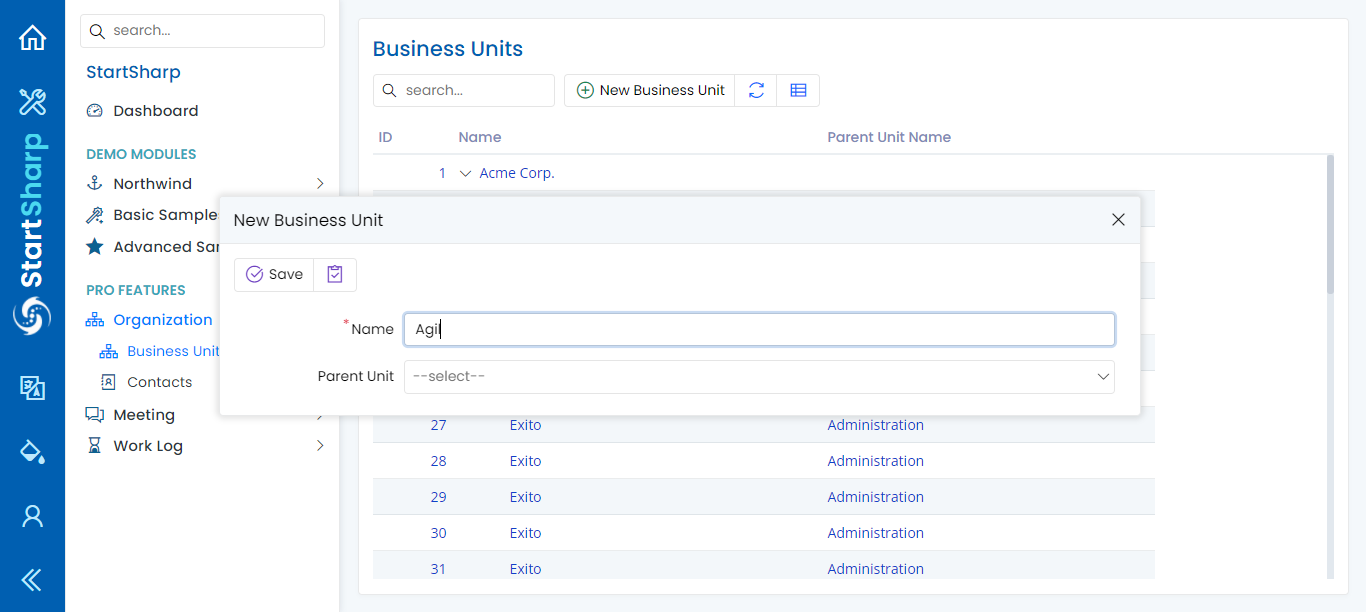 StartSharp
search...
StartSharp
Dashboard
DEMO MODULES
Northwind
Basic Sample
Advanced Sa
PRO FEATURES
Organization
Business Unit
Contacts
Meeting
Work Log
Business Units
search...
New Business Unit
ID Name Parent Unit Name
1 Acme Corp.
New Business Unit
Save
* Name Agil
Parent Unit --select--
27 Exito Administration
28 Exito Administration
29 Exito Administration
30 Exito Administration
31 Exito Administration